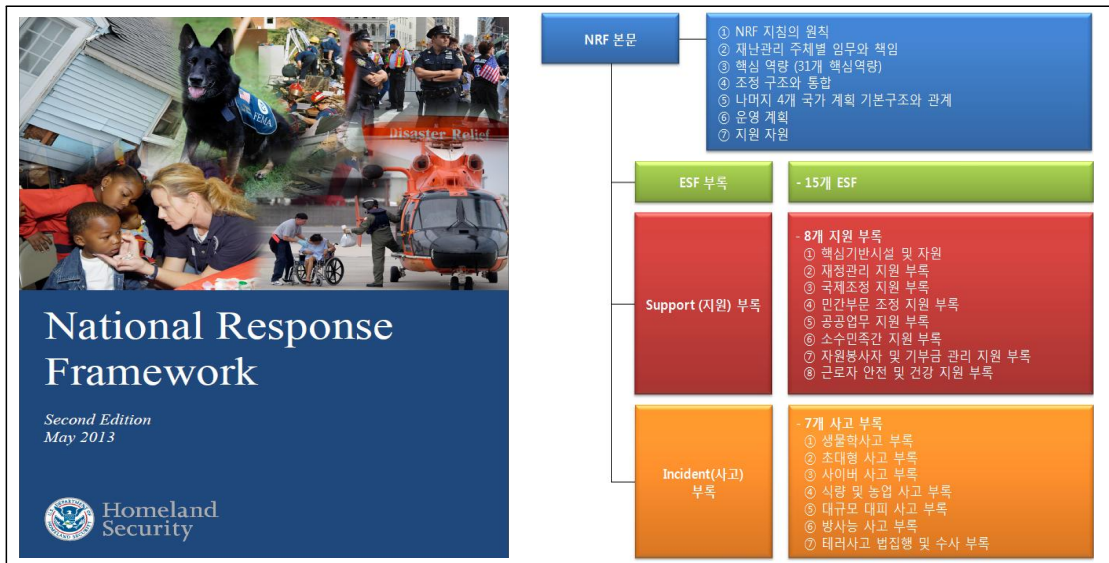 FEMA
Disaster Relief
National Response
Framework
Second Edition
May 2013
U.S. DEPARTMENT OF HOMELAND SECURITY
Homeland
Security
NRF 본문
① NRF 지침의 원칙
② 재난관리 주체별 임무와 책임
③ 핵심 역량 (31개 핵심역량)
④ 조정 구조와 통합
⑤ 나머지 4개 국가 계획 기본구조와 관계
⑥ 운영 계획
⑦ 지원 자원
ESF 부록
- 15개 ESF
Support (지원) 부록
- 8개 지원 부록
① 핵심기반시설 및 자원
② 재정관리 지원 부록
③ 국제조정 지원 부록
④ 민간부문 조정 지원 부록
⑤ 공공업무 지원 부록
⑥ 소수민족간 지원 부록
⑦ 자원봉사자 및 기부금 관리 지원 부록
⑧ 근로자 안전 및 건강 지원 부록
Incident(사고)
부록
- 7개 사고 부록
① 생물학사고 부록
② 초대형 사고 부록
③ 사이버 사고 부록
④ 식량 및 농업 사고 부록
⑤ 대규모 대피 사고 부록
⑥ 방사능 사고 부록
⑦ 테러사고 법집행 및 수사 부록